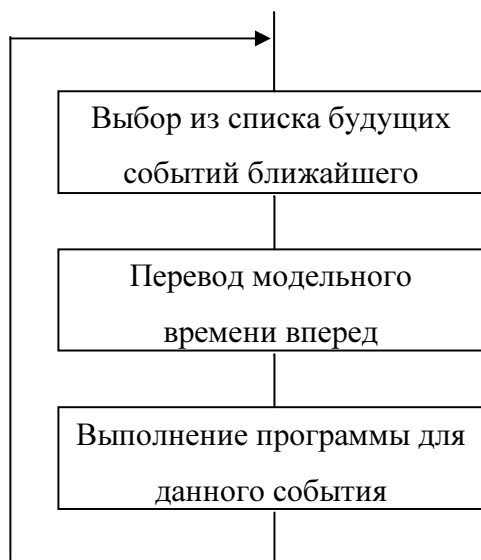 Выбор из списка будущих
событий ближайшего
Перевод модельного
времени вперед
Выполнение программы для
данного события